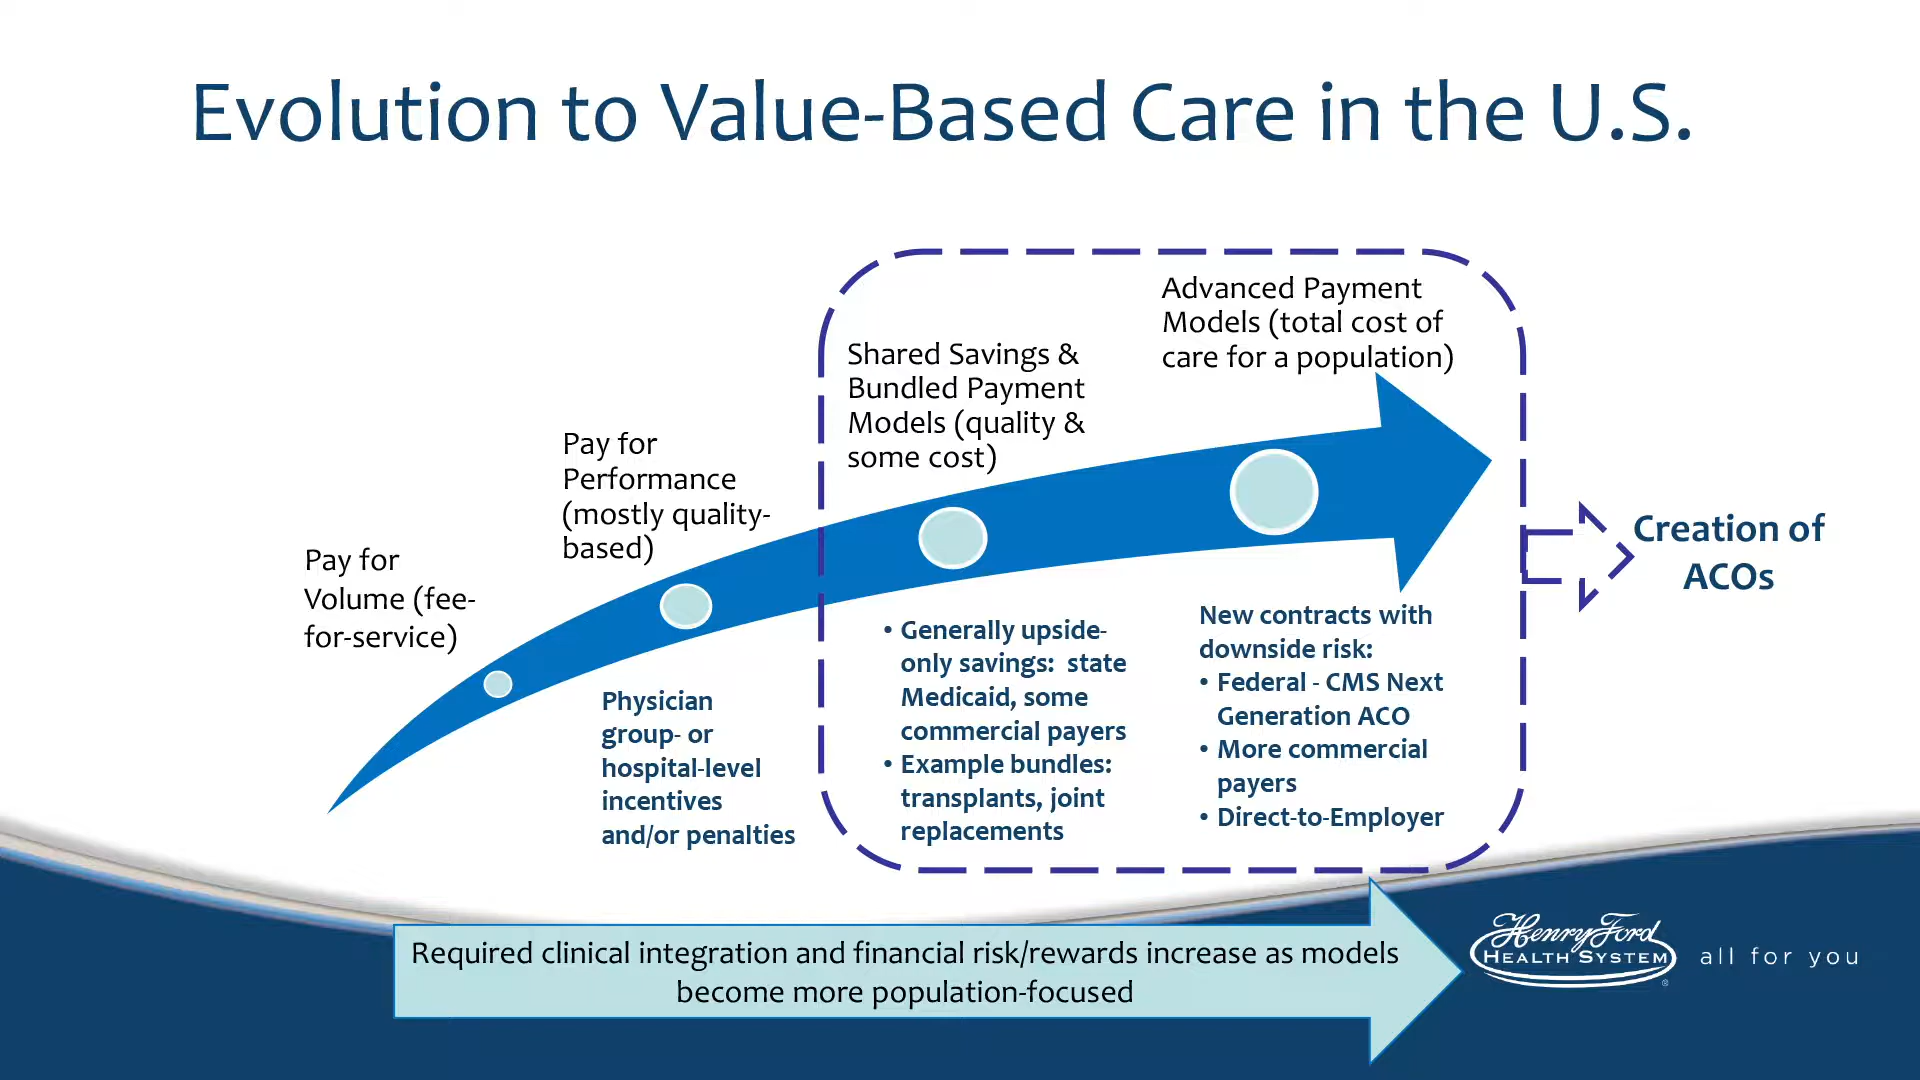 Evolution to Value-Based Care in the U.S.
Pay for
Volume (fee-
for-service)
Pay for
Performance
(mostly quality-
based)
Physician
group- or
hospital-level
incentives
and/or penalties
Shared Savings &
Bundled Payment
Models (quality &
some cost)
• Generally upside-
only savings: state
Medicaid, some
commercial payers
• Example bundles:
transplants, joint
replacements
Advanced Payment
Models (total cost of
care for a population)
New contracts with
downside risk:
• Federal - CMS Next
Generation ACO
• More commercial
payers
• Direct-to-Employer
Creation of
ACOs
Required clinical integration and financial risk/rewards increase as models
become more population-focused
Henry Ford
HEALTH SYSTEM
®
all for you